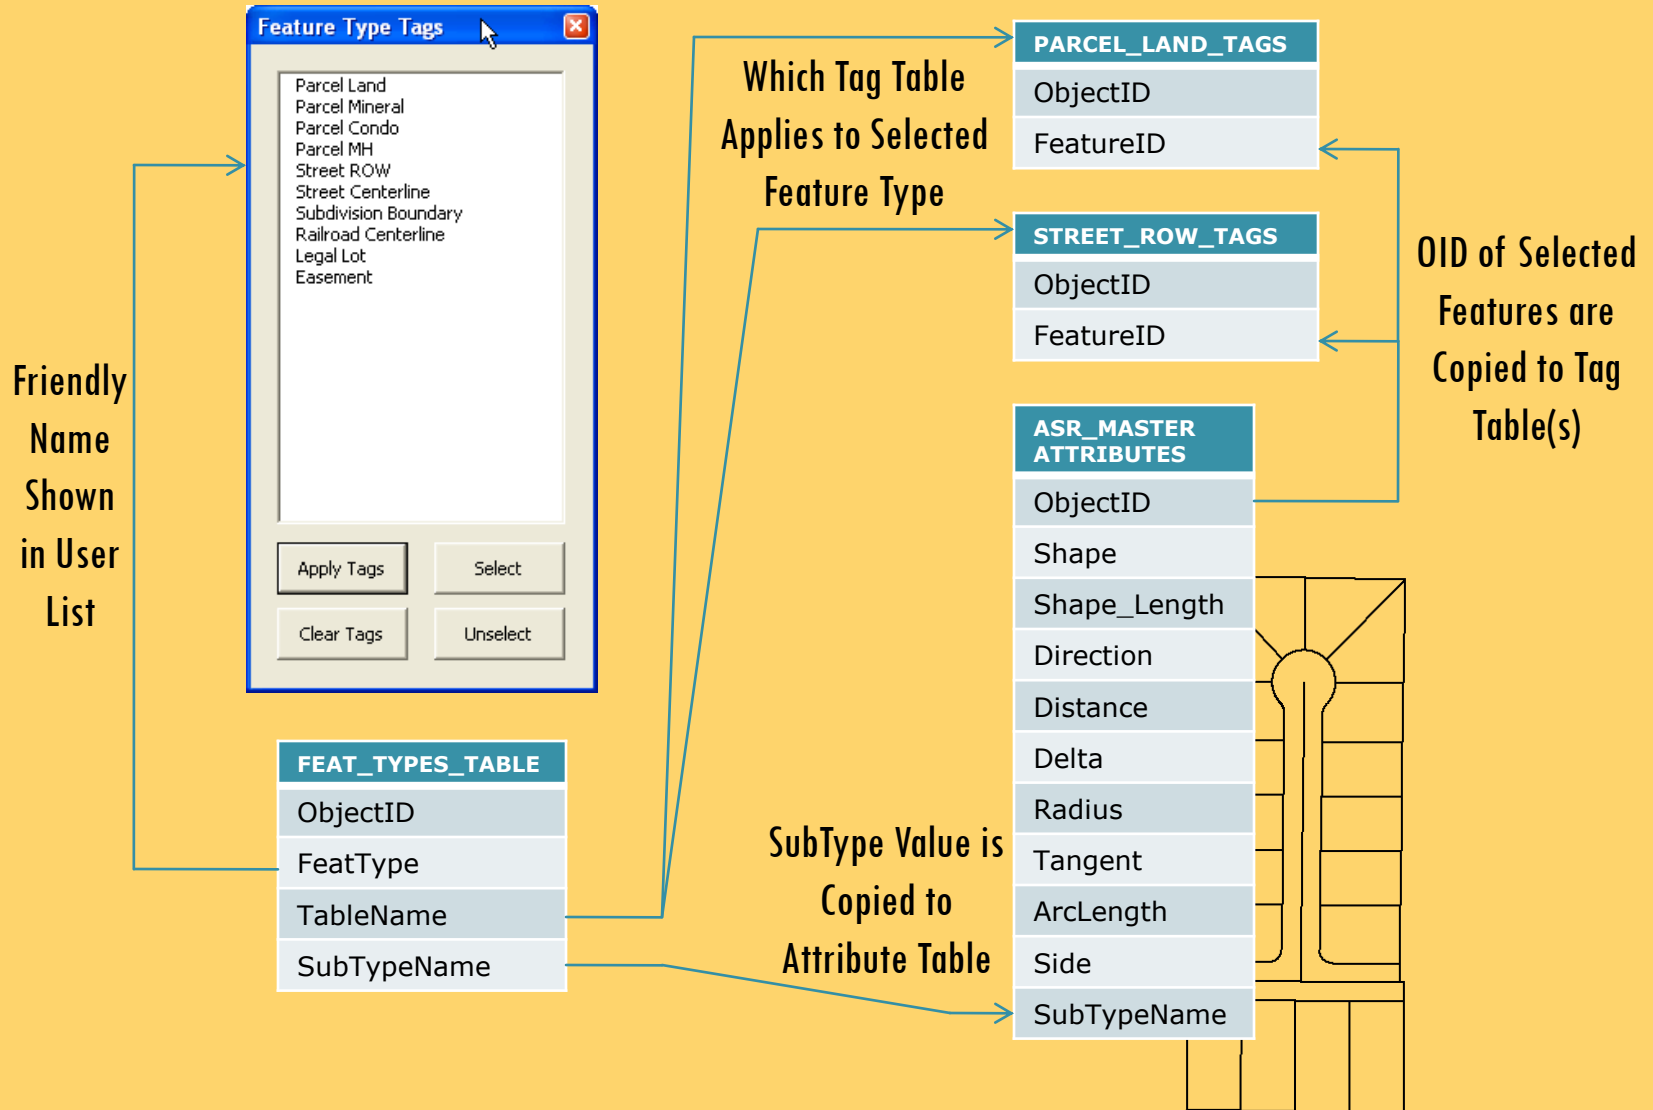 Feature Type Tags
Parcel Land
Parcel Mineral
Parcel Condo
Parcel MH
Street ROW
Street Centerline
Subdivision Boundary
Railroad Centerline
Legal Lot
Easement
Apply Tags
Select
Clear Tags
Unselect
Friendly
Name
Shown
in User
List
FEAT_TYPES_TABLE
ObjectID
FeatType
TableName
SubTypeName
Which Tag Table
Applies to Selected
Feature Type
PARCEL_LAND_TAGS
ObjectID
FeatureID
STREET_ROW_TAGS
ObjectID
FeatureID
OID of Selected
Features are
Copied to Tag
Table(s)
ASR_MASTER
ATTRIBUTES
ObjectID
Shape
Shape_Length
Direction
Distance
Delta
Radius
Tangent
ArcLength
Side
SubTypeName
SubType Value is
Copied to
Attribute Table